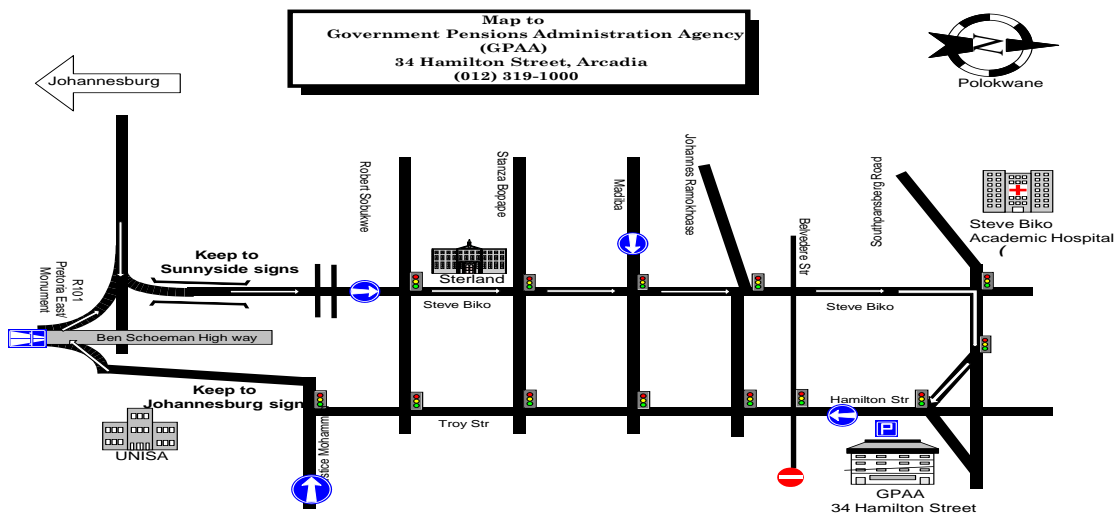 Map to
Government Pensions Administration Agency
(GPAA)
34 Hamilton Street, Arcadia
(012) 319-1000
N
Polokwane
Johannesburg
Robert Sobukwe
Stanza Bopape
Madiba
Johannes Ramokhoase
Belvedere Str
Southpansberg Road
Steve Biko
Academic Hospital
(
Keep to
Sunnyside signs
Sterland
R101
Pretoria East/
Monument
Steve Biko
Steve Biko
Ben Schoeman High way
Keep to
Johannesburg sign
stice Mohamm
UNISA
Troy Str
Hamilton Str
P
GPAA
34 Hamilton Street